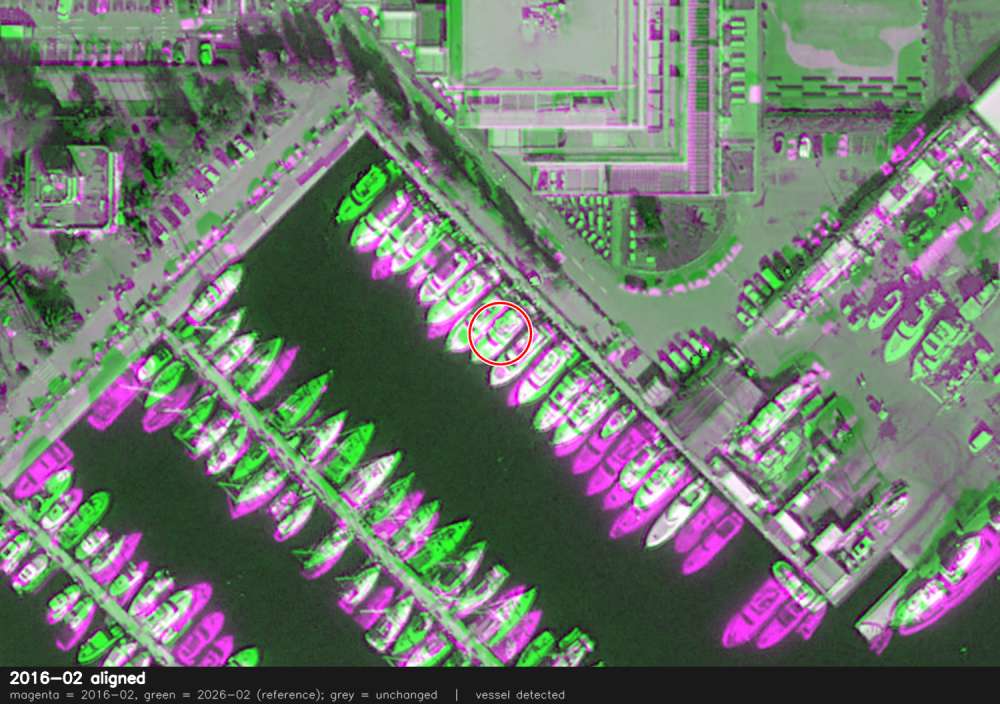 2016-02 aligned
magenta = 2016-02, green = 2026-02 (reference); grey = unchanged | vessel detected